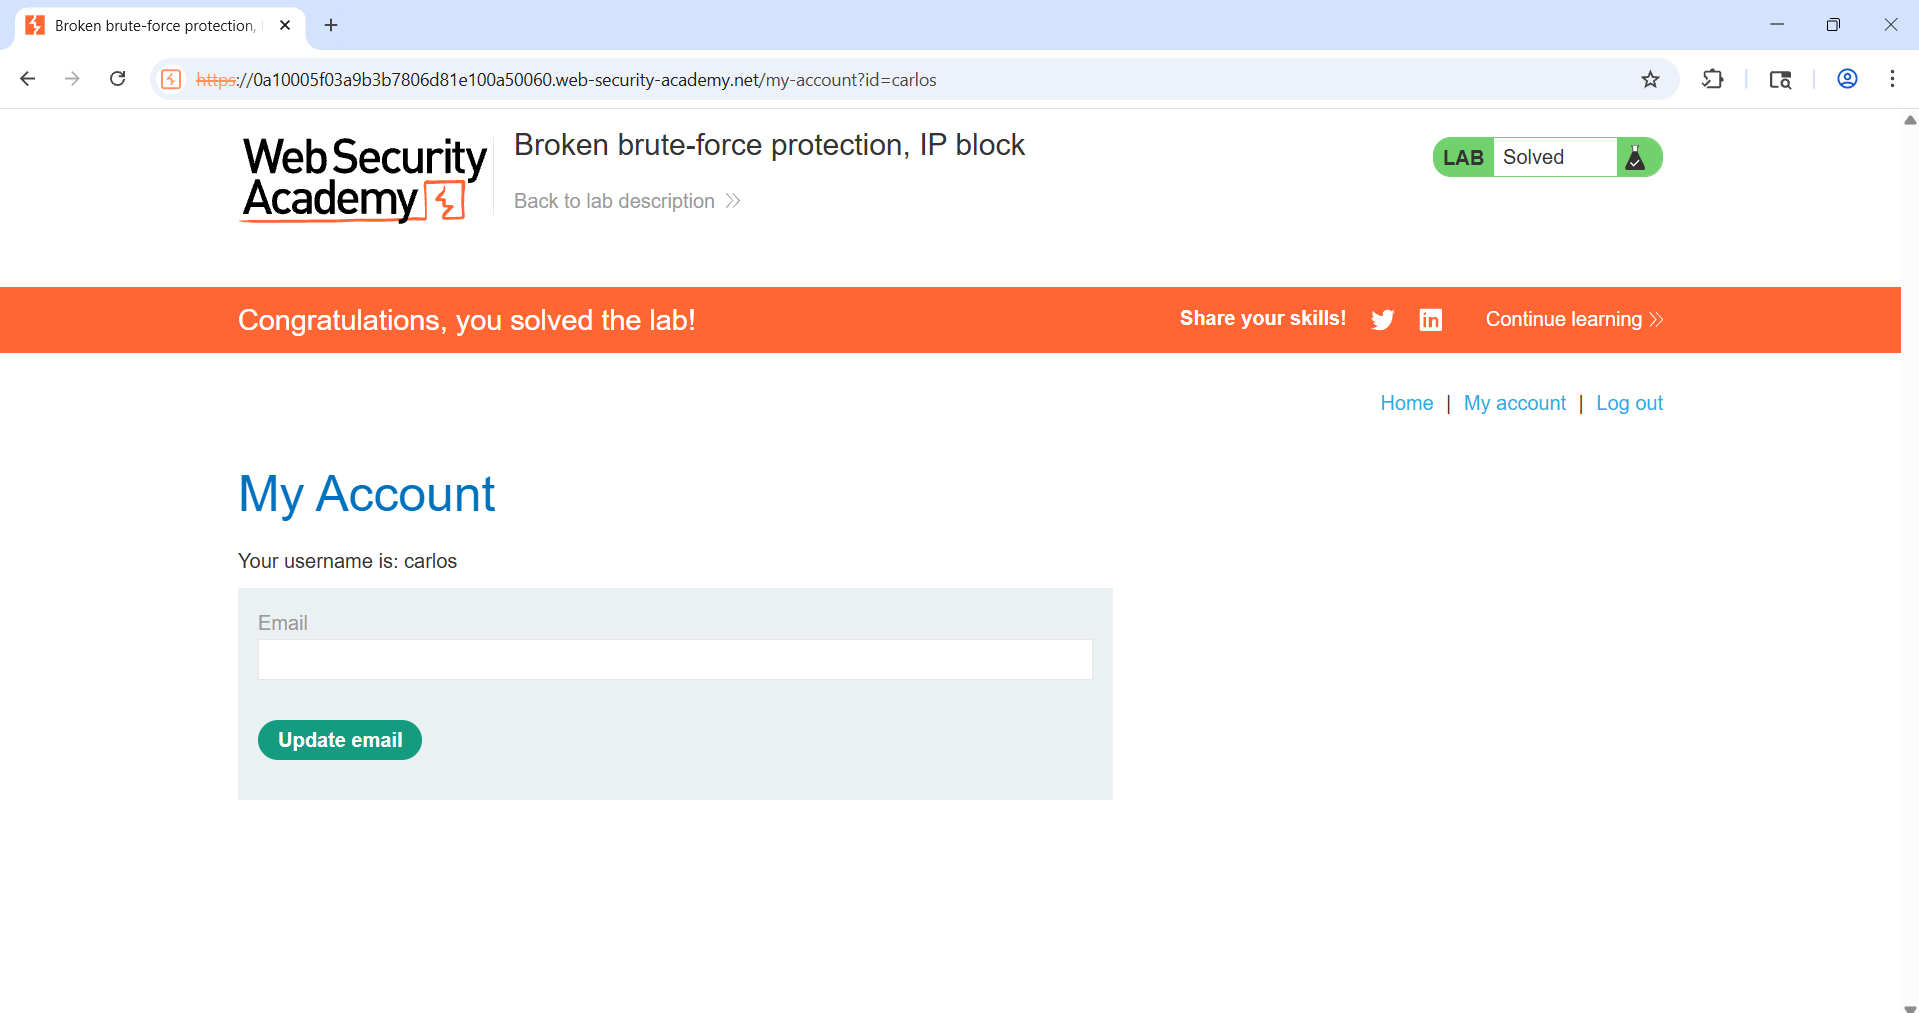 Broken brute-force protection,
https://0a10005f03a9b3b7806d81e100a50060.web-security-academy.net/my-account?id=carlos
Web Security
Academy
Broken brute-force protection, IP block
Back to lab description
LAB Solved
Congratulations, you solved the lab!
Share your skills!
Continue learning
Home | My account | Log out
My Account
Your username is: carlos
Email
Update email